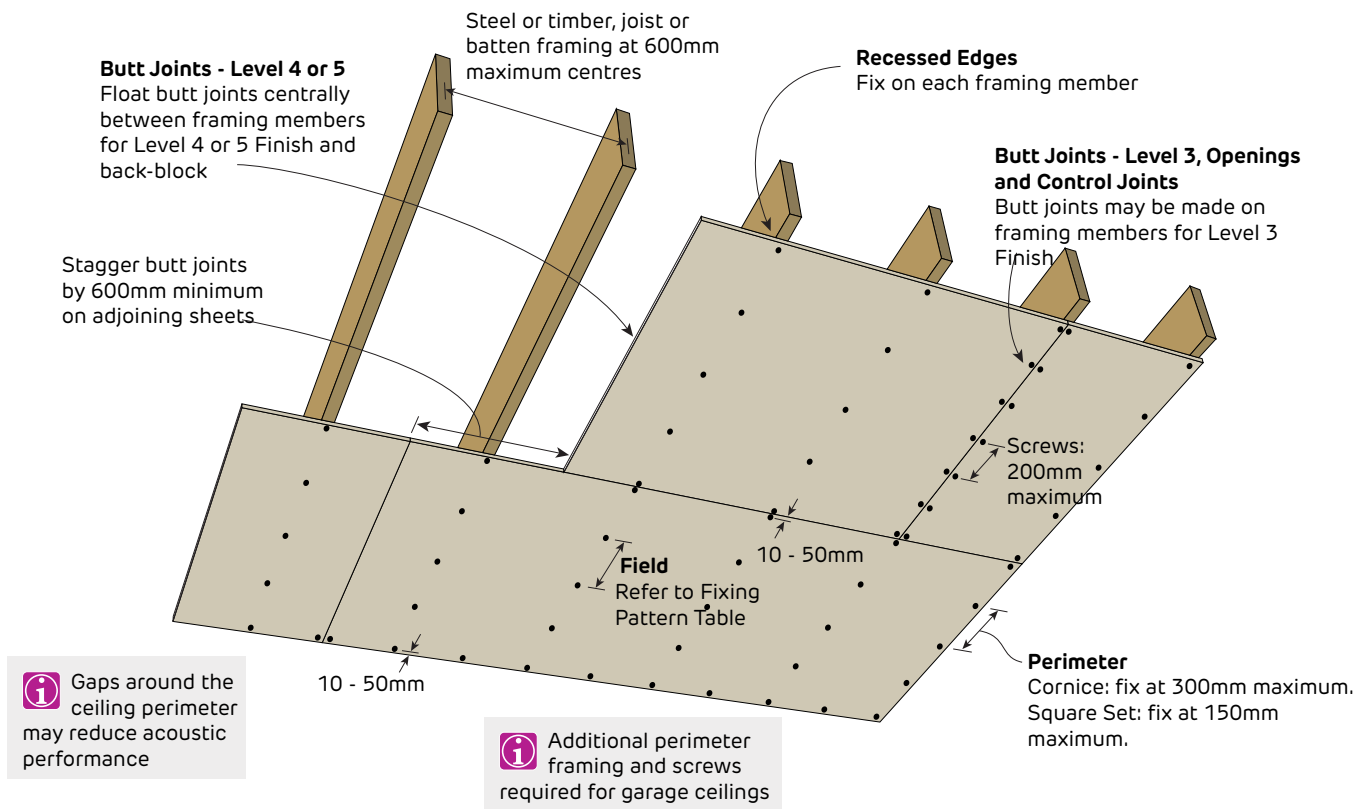 Steel or timber, joist or
batten framing at 600mm
maximum centres
Butt Joints - Level 4 or 5
Float butt joints centrally
between framing members
for Level 4 or 5 Finish and
back-block
Recessed Edges
Fix on each framing member
Butt Joints - Level 3, Openings
and Control Joints
Butt joints may be made on
framing members for Level 3
Finish
Stagger butt joints
by 600mm minimum
on adjoining sheets
Screws:
200mm
maximum
10 - 50mm
Field
Refer to Fixing
Pattern Table
10 - 50mm
Perimeter
Cornice: fix at 300mm maximum.
Square Set: fix at 150mm
maximum.
i
Gaps around the
ceiling perimeter
may reduce acoustic
performance
i
Additional perimeter
framing and screws
required for garage ceilings